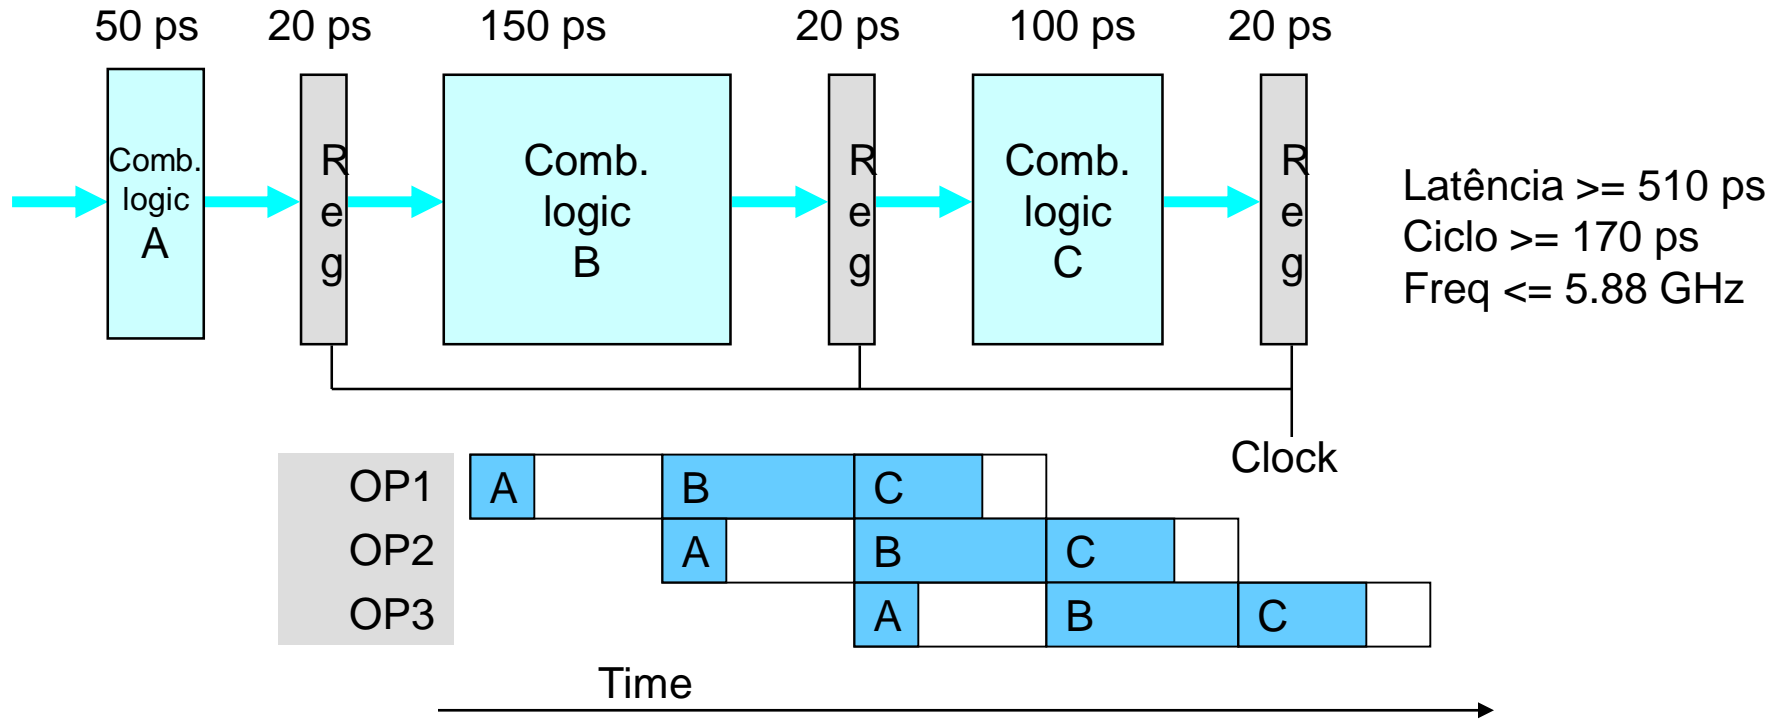 50 ps 20 ps 150 ps 20 ps 100 ps 20 ps
Comb.
logic
A
R
e
g
Comb.
logic
B
R
e
g
Comb.
logic
C
R
e
g
Latência >= 510 ps
Ciclo >= 170 ps
Freq <= 5.88 GHz
Clock
OP1 A B C
OP2 A B C
OP3 A B C
Time